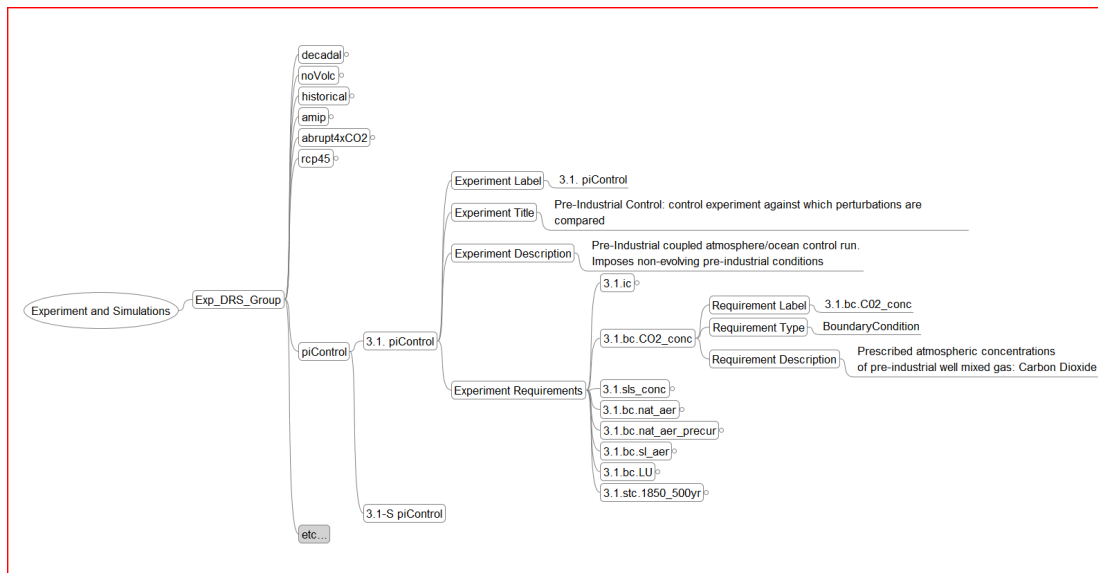 decadal
noVolc
historical
amip
abrupt4xCO2
rcp45
Experiment Label
3.1. piControl
Experiment Title
Pre-Industrial Control: control experiment against which perturbations are
compared
Experiment Description
Pre-Industrial coupled atmosphere/ocean control run.
Imposes non-evolving pre-industrial conditions
Experiment and Simulations
Exp_DRS_Group
piControl
3.1. piControl
Experiment Requirements
3.1.ic
3.1.bc.CO2_conc
Requirement Label
3.1.bc.C02_conc
Requirement Type
BoundaryCondition
Requirement Description
Prescribed atmospheric concentrations
of pre-industrial well mixed gas: Carbon Dioxide
3.1.sls_conc
3.1.bc.nat_aer
3.1.bc.nat_aer_precur
3.1.bc.sl_aer
3.1.bc.LU
3.1.stc.1850_500yr
3.1-S piControl
etc...